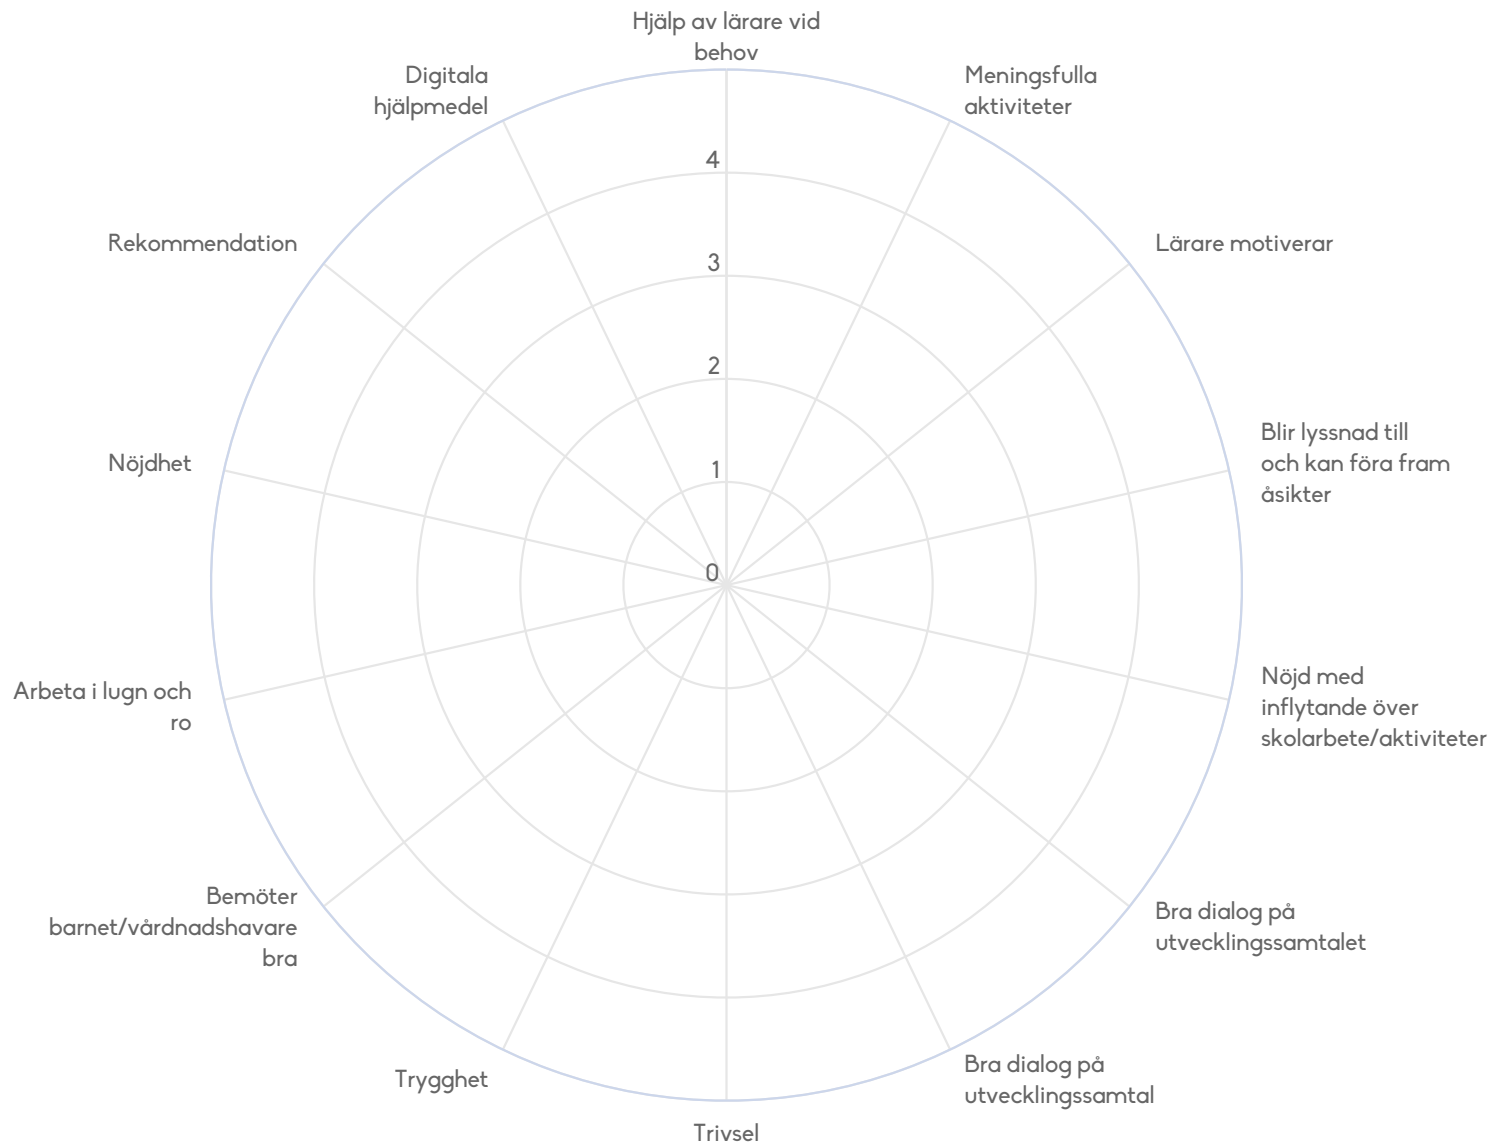 Hjälp av lärare vid
behov
Meningsfulla
aktiviteter
Lärare motiverar
Blir lyssnad till
och kan föra fram
åsikter
Nöjd med
inflytande över
skolarbete/aktiviteter
Bra dialog på
utvecklingssamtalet
Bra dialog på
utvecklingssamtal
Trivsel
Trygghet
Bemöter
barnet/vårdnadshavare
bra
Arbeta i lugn och
ro
Nöjdhet
Rekommendation
Digitala
hjälpmedel
4
3
2
1
0